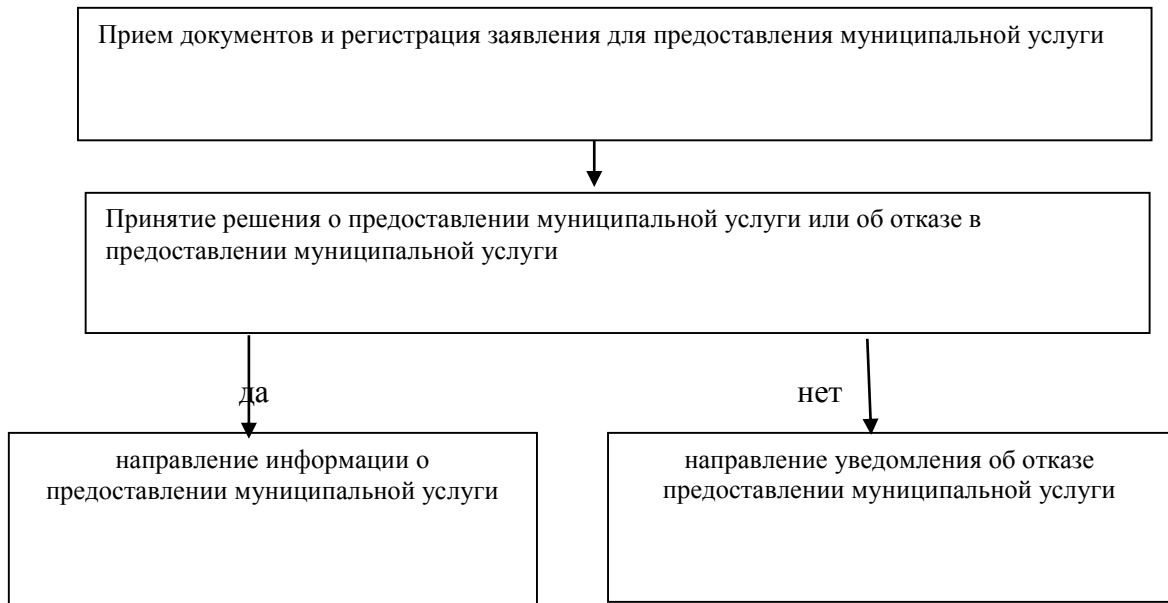 Прием документов и регистрация заявления для предоставления муниципальной услуги
Принятие решения о предоставлении муниципальной услуги или об отказе в
предоставлении муниципальной услуги
да
нет
направление информации о
предоставлении муниципальной услуги
направление уведомления об отказе
предоставлении муниципальной услуги